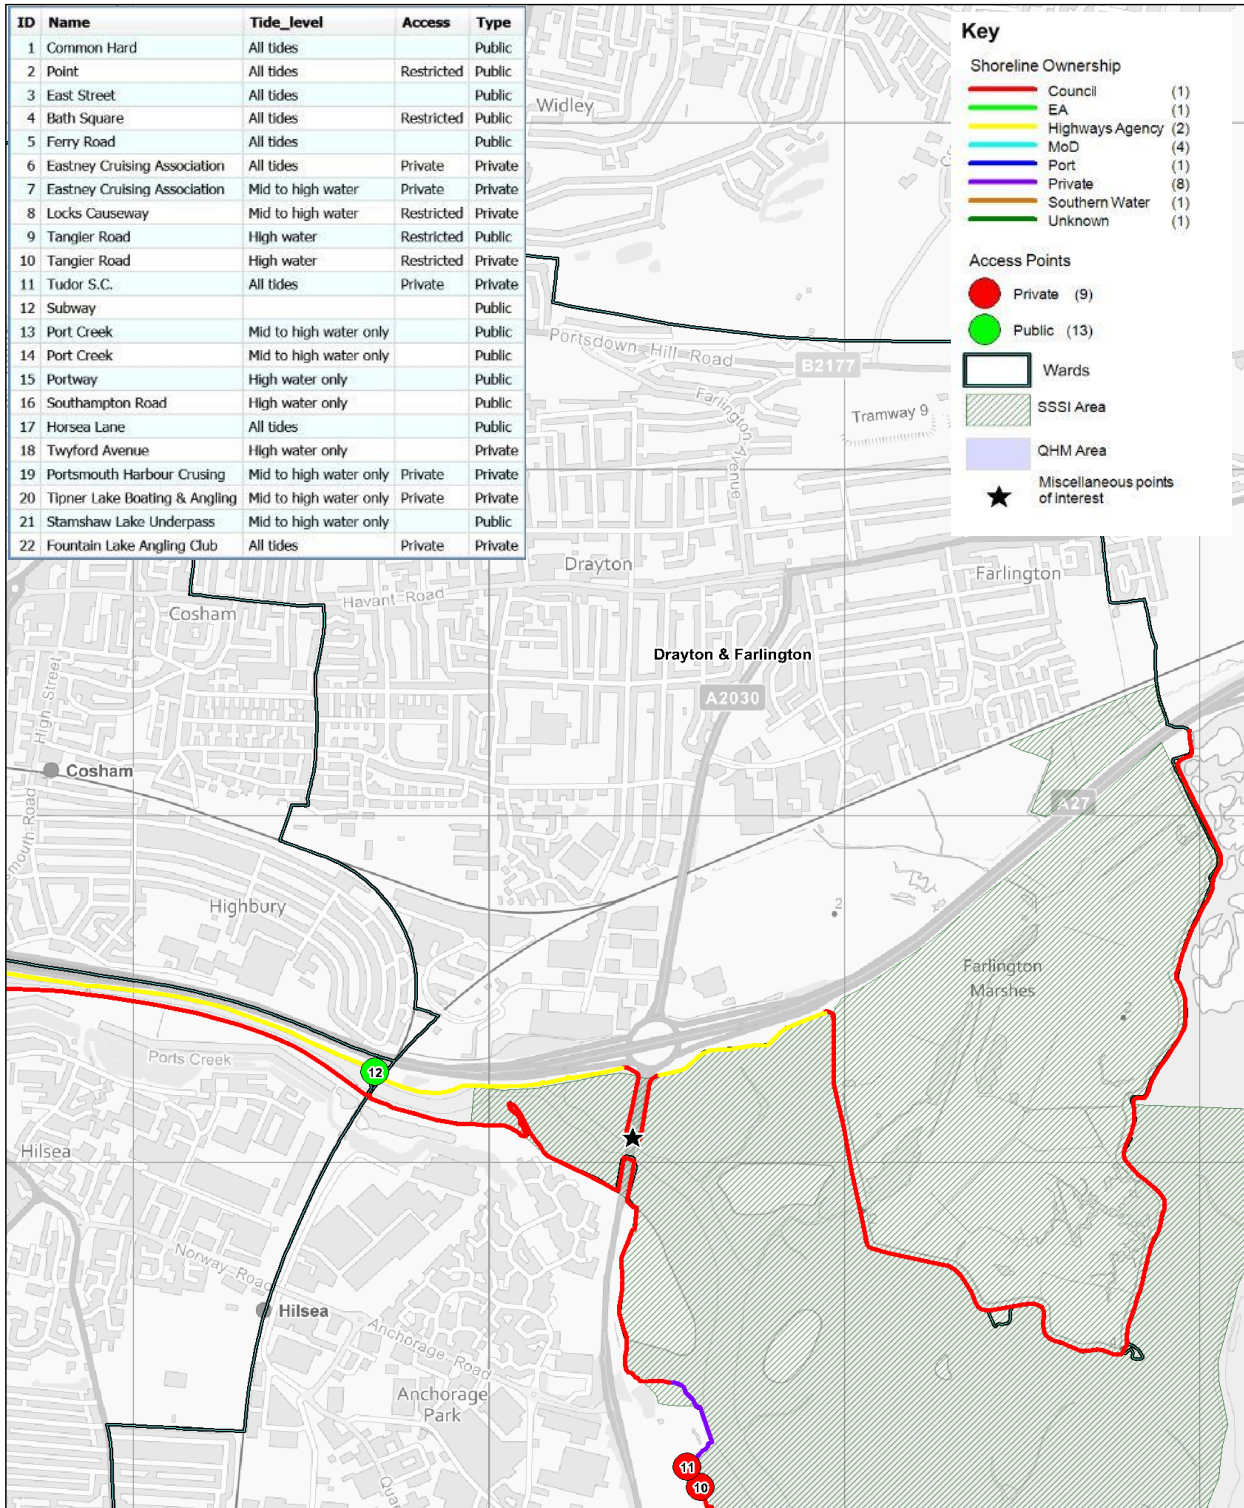 ID Name Tide_level Access Type
1 Common Hard All tides Public
2 Point All tides Restricted Public
3 East Street All tides Public
4 Bath Square All tides Restricted Public
5 Ferry Road All tides Public
6 Eastney Cruising Association All tides Private Private
7 Eastney Cruising Association Mid to high water Private Private
8 Locks Causeway Mid to high water Restricted Private
9 Tangier Road High water Restricted Public
10 Tangier Road High water Restricted Private
11 Tudor S.C. All tides Private Private
12 Subway Public
13 Port Creek Mid to high water only Public
14 Port Creek Mid to high water only Public
15 Portway High water only Public
16 Southampton Road High water only Public
17 Horsea Lane All tides Public
18 Twyford Avenue High water only Private
19 Portsmouth Harbour Crusing Mid to high water only Private Private
20 Tipner Lake Boating & Angling Mid to high water only Private Private
21 Stamshaw Lake Underpass Mid to high water only Public
22 Fountain Lake Angling Club All tides Private Private
Key
Shoreline Ownership
Council (1)
EA (1)
Highways Agency (2)
MoD (4)
Port (1)
Private (8)
Southern Water (1)
Unknown (1)
Access Points
Private (9)
Public (13)
Wards
SSSI Area
QHM Area
Miscellaneous points
of interest
Widley
Portsdown Hill Road
B2177
Farlington Avenue
Tramway 9
Drayton
Farlington
Havant Road
Cosham
Drayton & Farlington
A2030
High Street
Cosham
A27
mouth Road
Highbury
2
Farlington
Marshes
2
Ports Creek
12
Hilsea
Norway Road
Hilsea
Anchorage Road
Anchorage
Park
11
10